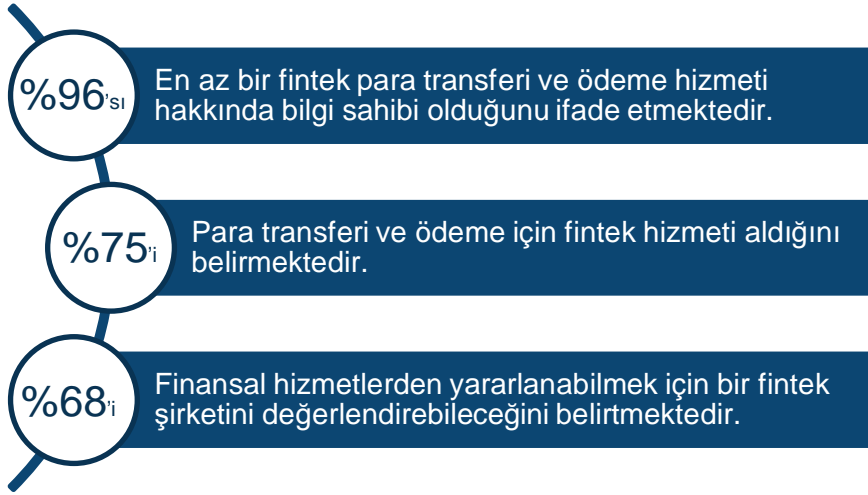 %96'sı
En az bir fintek para transferi ve ödeme hizmeti
hakkında bilgi sahibi olduğunu ifade etmektedir.
%75'i
Para transferi ve ödeme için fintek hizmeti aldığını
belirmektedir.
%68'i
Finansal hizmetlerden yararlanabilmek için bir fintek
şirketini değerlendirebileceğini belirtmektedir.